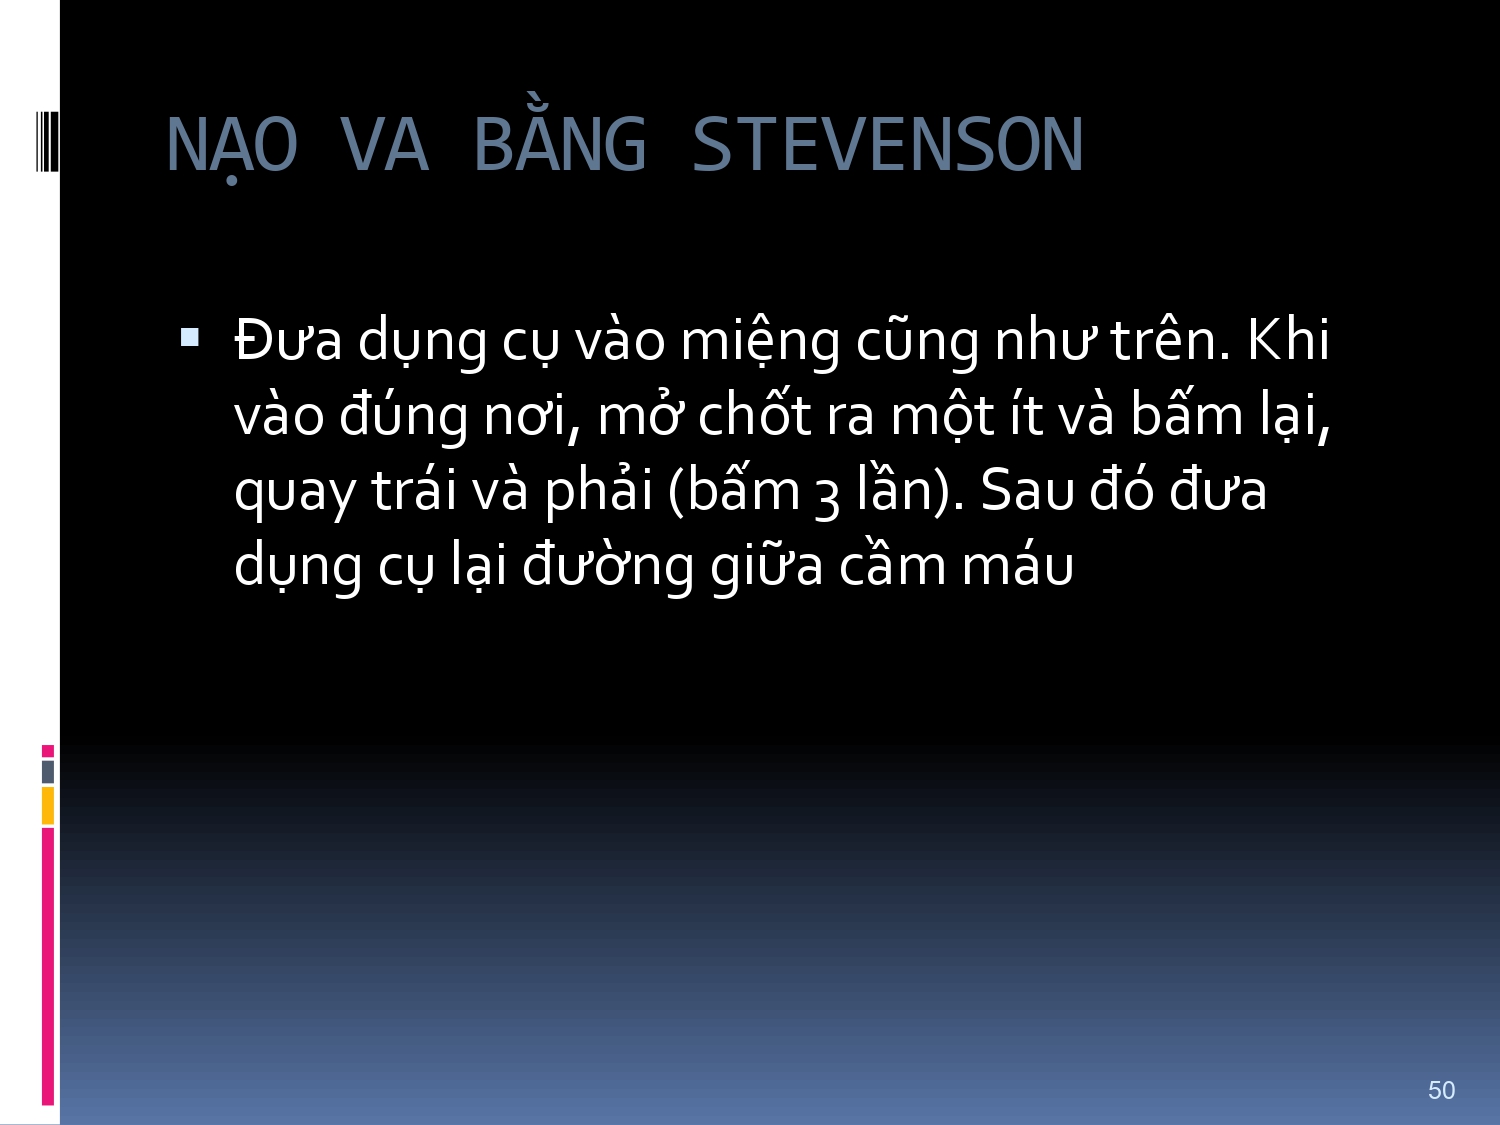 NẠO VA BẰNG STEVENSON
Đưa dụng cụ vào miệng cũng như trên. Khi
vào đúng nơi, mở chốt ra một ít và bấm lại,
quay trái và phải (bấm 3 lần). Sau đó đưa
dụng cụ lại đường giữa cầm máu
50